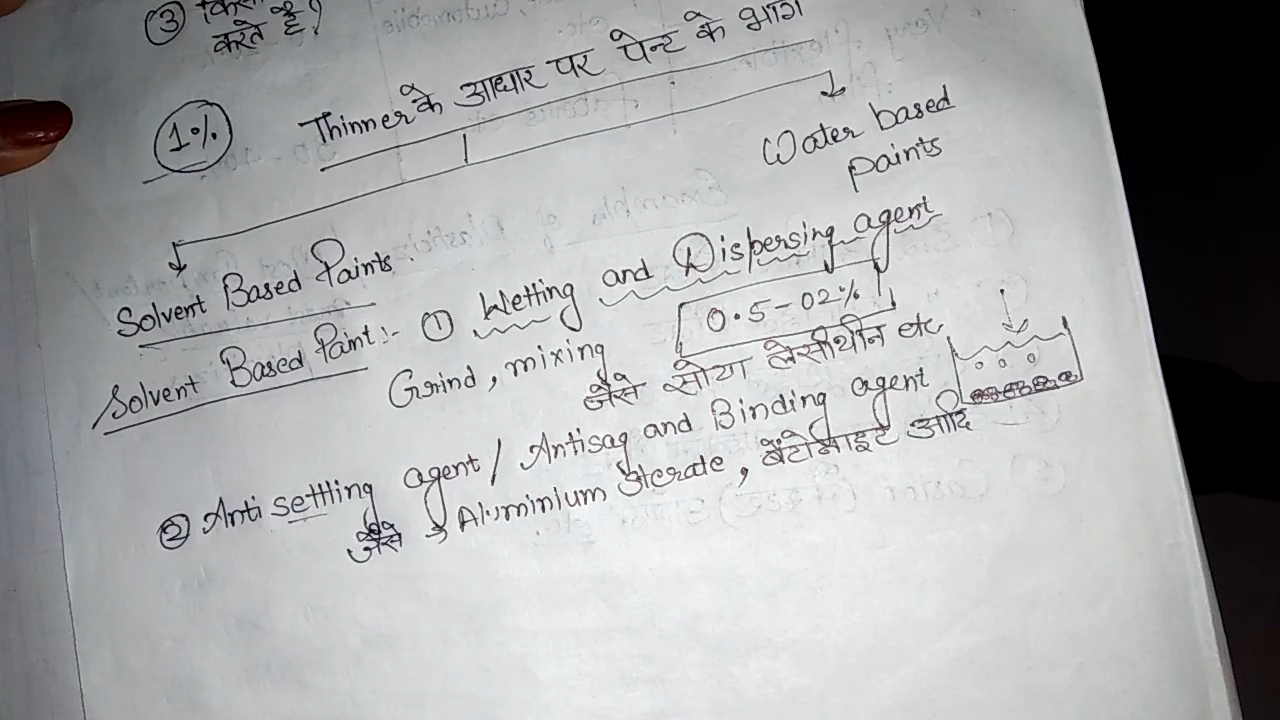 ③ किस
करते है?
1% Thinner के आधार पर पेन्ट के भाग
Water based
paints
Solvent Based Paints.
Solvent Based Paint:- ① Wetting and Dispersing agent
Grind, mixing 0.5-02%
जैसे सोया लेसीथीन etc.
② Anti settling agent / Antisag and Binding agent
जैसे → Aluminium Sterate, बेंटोनाइट आदि